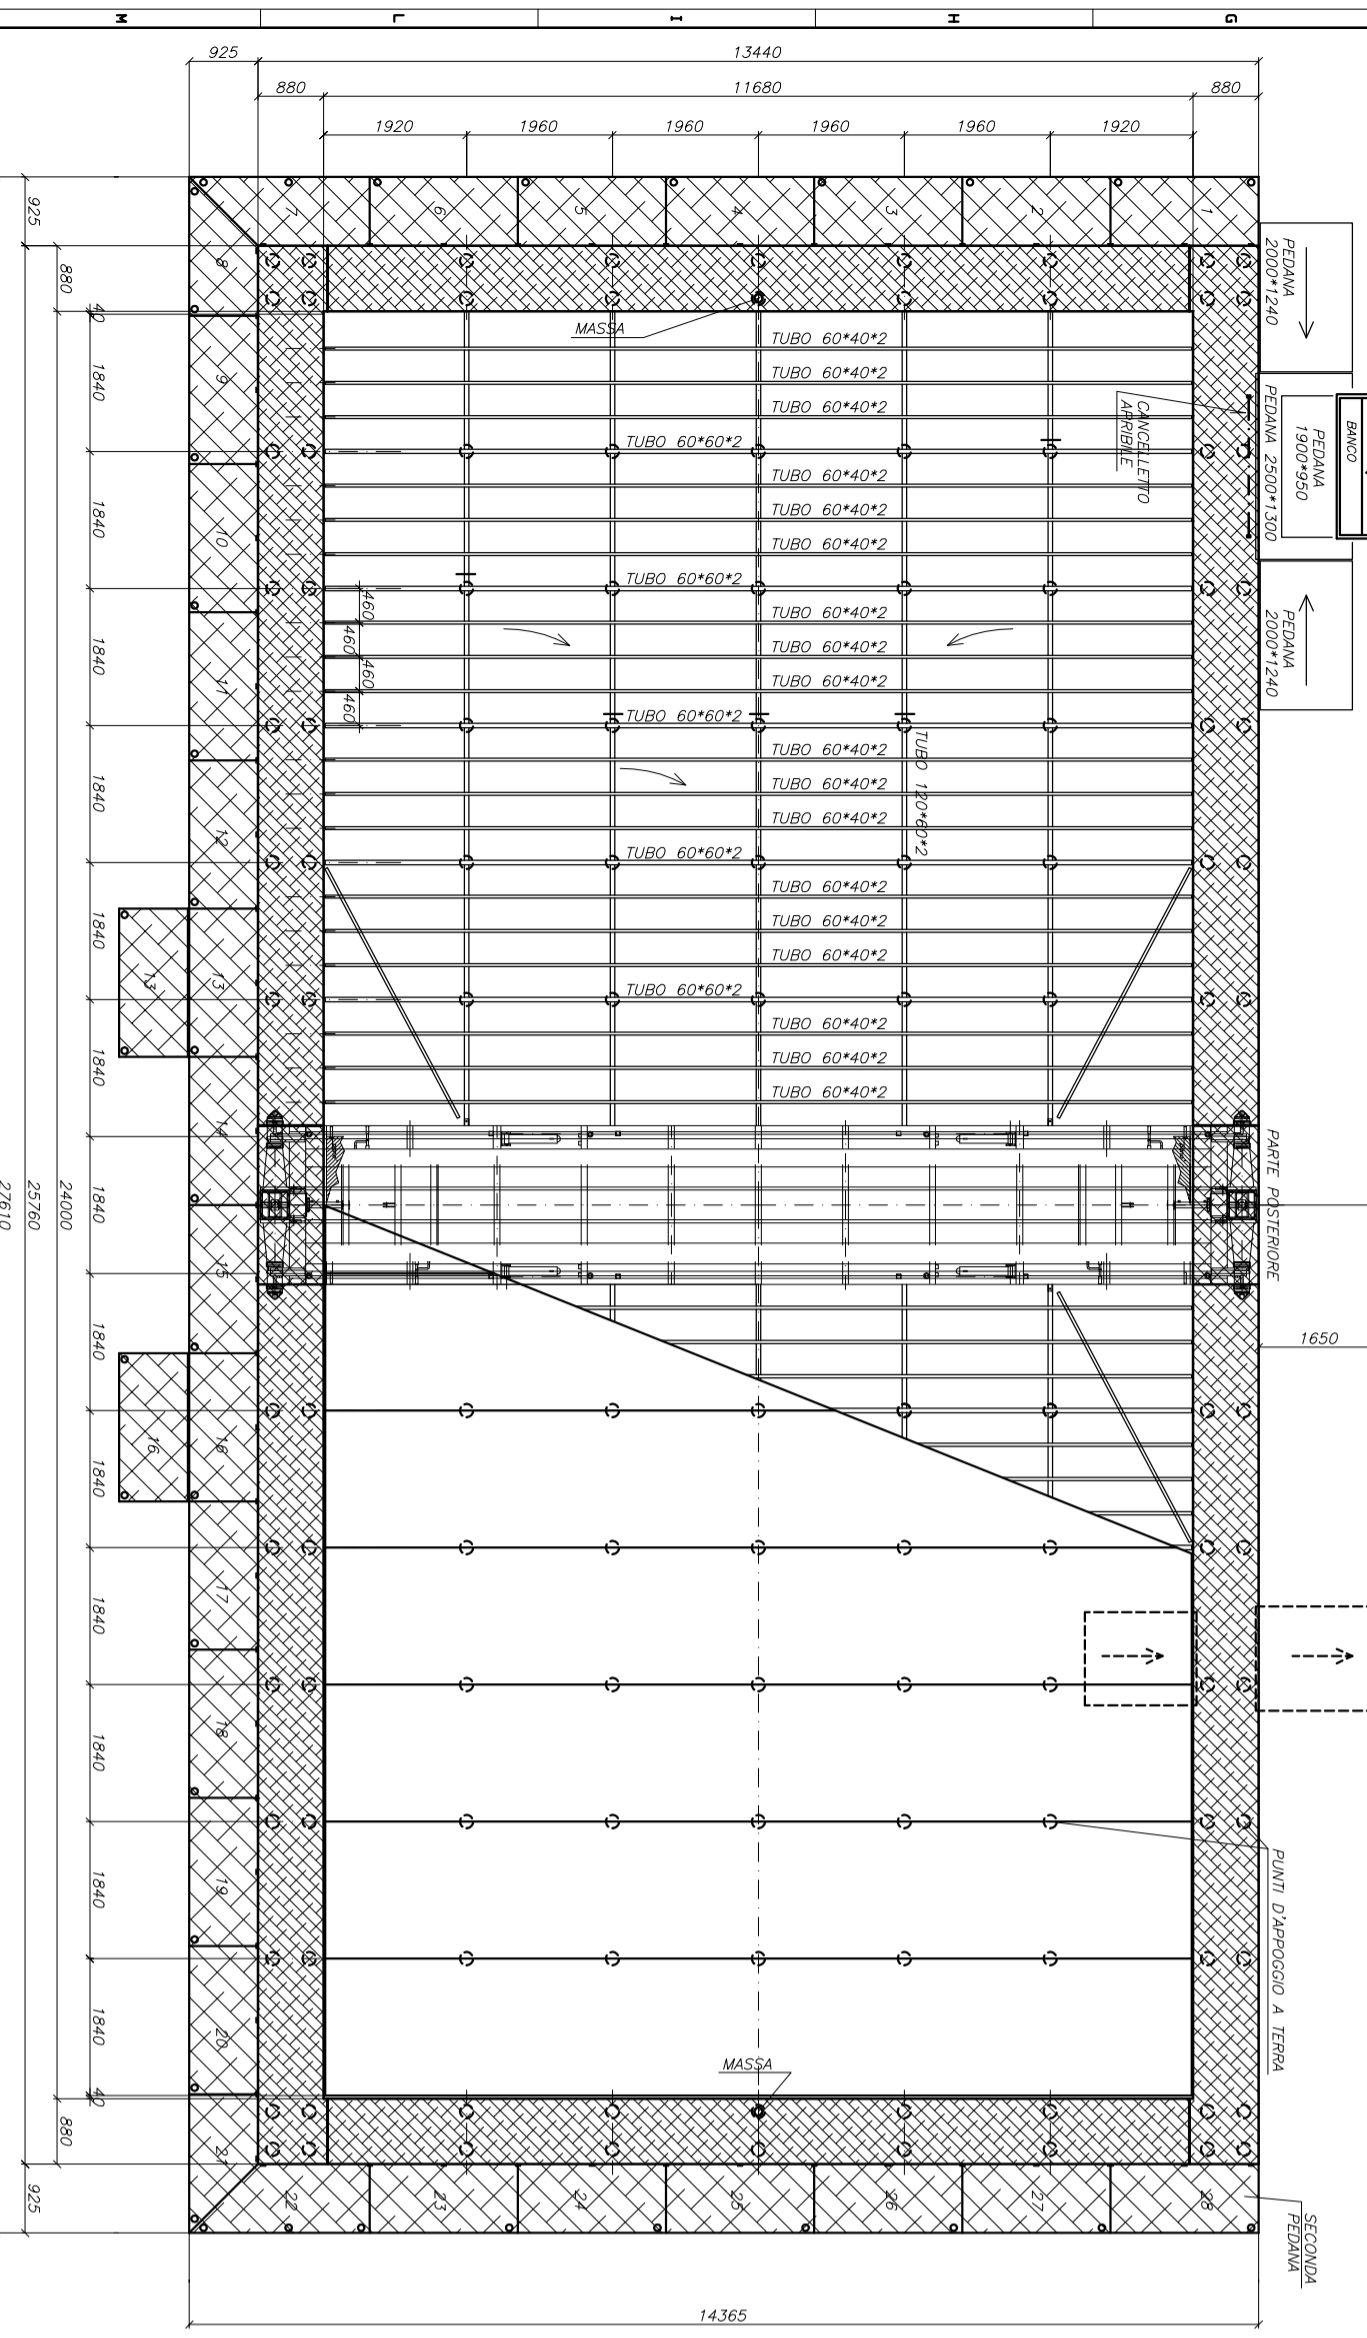 M
L
I
H
G
925
13440
880
11680
880
1920
1960
1960
1960
1960
1920
7
6
5
4
3
2
1
PEDANA
2000*1240
BANCO
PEDANA
1900*950
PEDANA 2500*1300
PEDANA
2000*1240
CANCELLETTO
APRIBILE
MASSA
925
880
40
8
TUBO 60*40*2
TUBO 60*40*2
TUBO 60*40*2
TUBO 60*60*2
TUBO 60*40*2
TUBO 60*40*2
TUBO 60*40*2
TUBO 60*60*2
TUBO 60*40*2
TUBO 60*40*2
TUBO 60*40*2
TUBO 60*60*2
TUBO 120*60*2
TUBO 60*40*2
TUBO 60*40*2
TUBO 60*40*2
TUBO 60*60*2
TUBO 60*40*2
TUBO 60*40*2
TUBO 60*40*2
TUBO 60*60*2
TUBO 60*40*2
TUBO 60*40*2
TUBO 60*40*2
460
460
460
460
1840
1840
1840
1840
1840
1840
1840
1840
1840
1840
1840
1840
1840
9
10
11
12
13
13
14
15
16
16
17
18
19
20
21
PARTE POSTERIORE
1650
24000
25760
27610
PUNTI D'APPOGGIO A TERRA
MASSA
40
880
925
22
23
24
25
26
27
28
SECONDA
PEDANA
14365